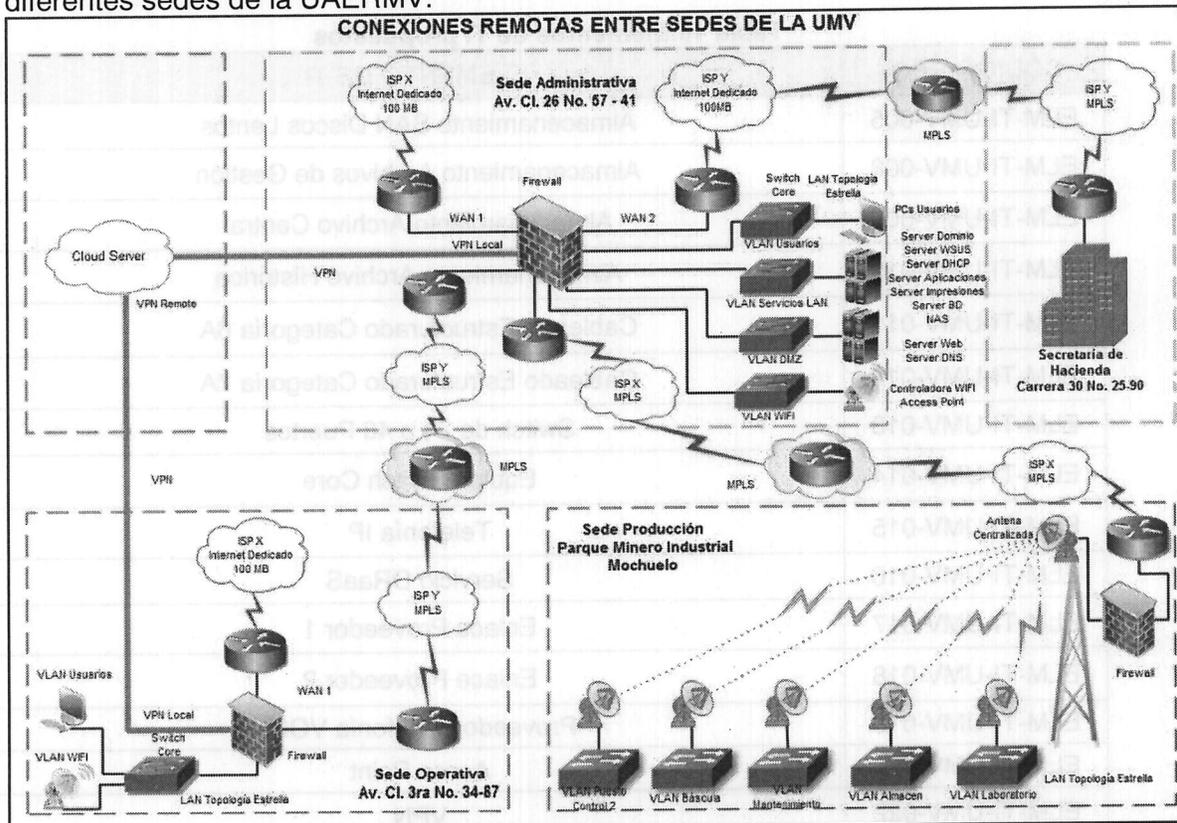 diferentes sedes de la UAERMV.
CONEXIONES REMOTAS ENTRE SEDES DE LA UMV
ISP X
Internet Dedicado
100 MB
Sede Administrativa
Av. Cl. 26 No. 57 - 41
ISP Y
Internet Dedicado
100MB
MPLS
ISP Y
MPLS
Firewall
WAN 1
WAN 2
VPN Local
Switch
Core
LAN Topología
Estrella
PCs Usuarios
VLAN Usuarios
Server Dominio
Server WSUS
Server DHCP
Server Aplicaciones
Server Impresiones
Server BD
NAS
VLAN Servicios LAN
Server Web
Server DNS
VLAN DMZ
Controladora WIFI
Access Point
VLAN WIFI
Secretaría de
Hacienda
Carrera 30 No. 25-90
Cloud Server
VPN
VPN Remote
ISP Y
MPLS
MPLS
ISP X
MPLS
MPLS
ISP X
MPLS
VPN
ISP X
Internet Dedicado
100 MB
ISP Y
MPLS
VLAN Usuarios
WAN 1
VPN Local
Switch
Core
VLAN WIFI
Firewall
LAN Topología Estrella
Sede Operativa
Av. Cl. 3ra No. 34-87
Sede Producción
Parque Minero Industrial
Mochuelo
Antena
Centralizada
Firewall
VLAN Puesto
Control 2
VLAN Báscula
VLAN
Mantenimiento
VLAN Almacen
VLAN Laboratorio
LAN Topología Estrella